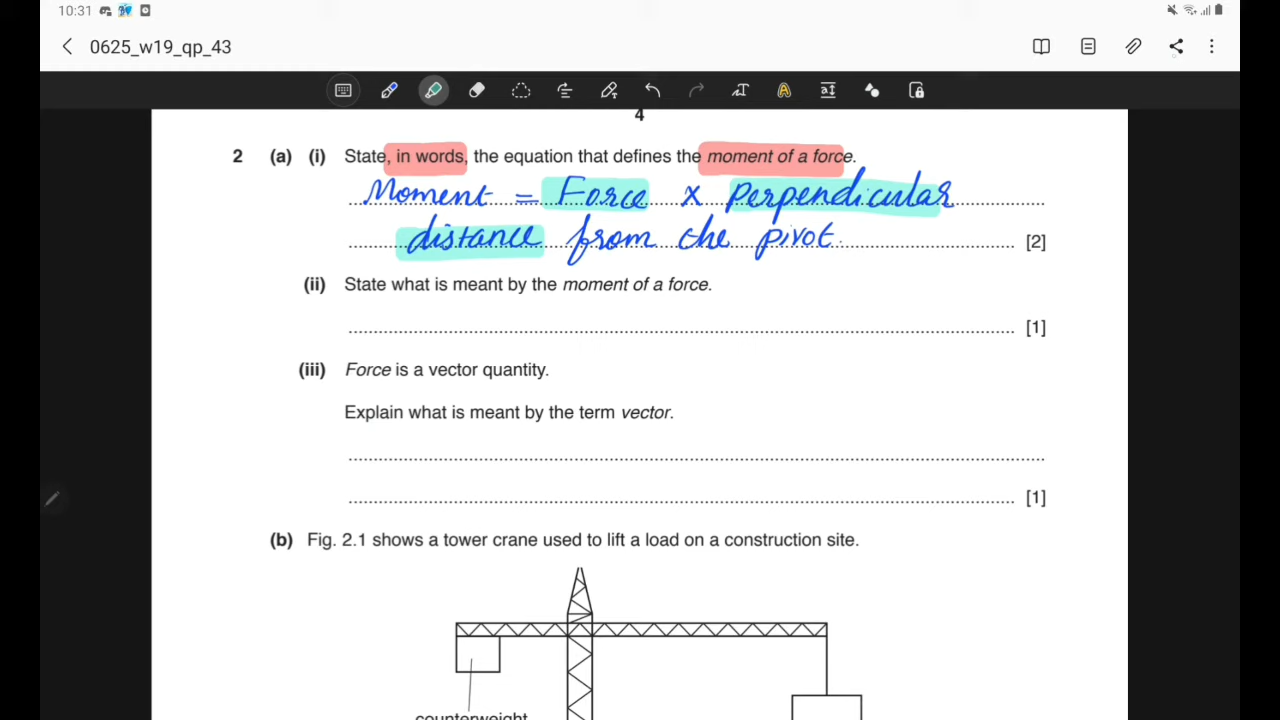 10:31
0625_w19_qp_43
4
2 (a) (i) State, in words, the equation that defines the moment of a force.
Moment = Force x perpendicular
distance from the pivot. [2]
(ii) State what is meant by the moment of a force.
[1]
(iii) Force is a vector quantity.
Explain what is meant by the term vector.
[1]
(b) Fig. 2.1 shows a tower crane used to lift a load on a construction site.
counterweight